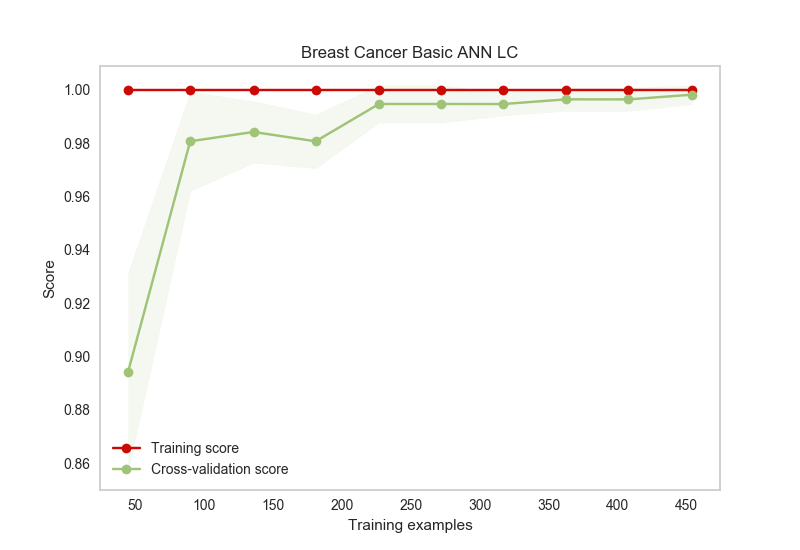 Breast Cancer Basic ANN LC
1.00
0.98
0.96
0.94
0.92
0.90
0.88
0.86
Score
Training score
Cross-validation score
50 100 150 200 250 300 350 400 450
Training examples